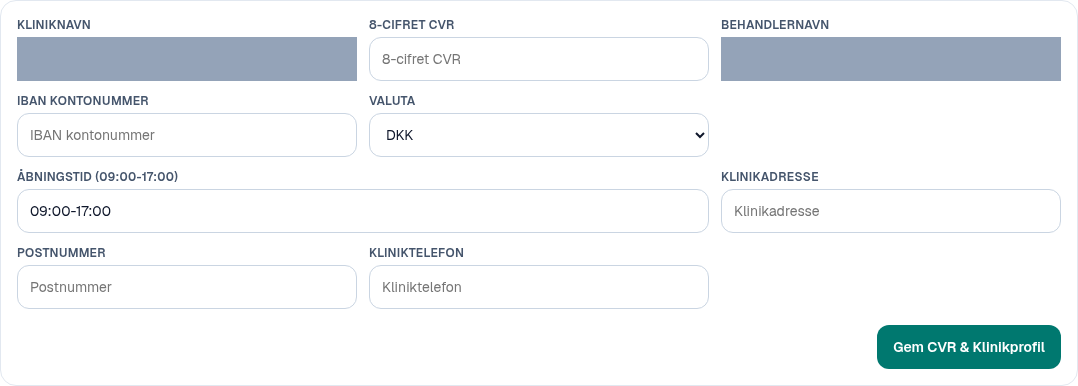 KLINIKNAVN
8-CIFRET CVR
BEHANDLERNAVN
8-cifret CVR
IBAN KONTONUMMER
VALUTA
IBAN kontonummer
DKK
ÅBNINGSTID (09:00-17:00)
KLINIKADRESSE
09:00-17:00
Klinikadresse
POSTNUMMER
KLINIKTELEFON
Postnummer
Kliniktelefon
Gem CVR & Klinikprofil